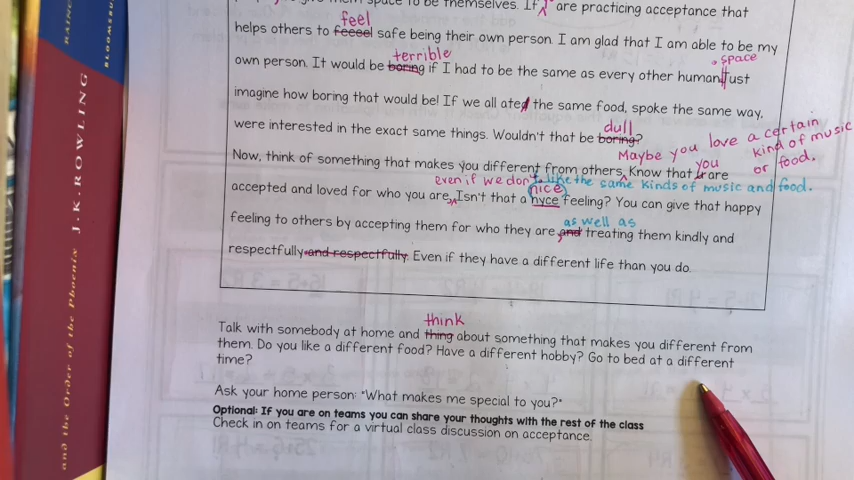 RAINC
BLOOMSBU
J.K. ROWLING
and the Order of the Phoenix
them space to be themselves. If are practicing acceptance that
feel
helps others to feeeel safe being their own person. I am glad that I am able to be my
terrible
. space
own person. It would be boring if I had to be the same as every other human Just
imagine how boring that would be! If we all ate the same food, spoke the same way,
dull
were interested in the exact same things. Wouldn't that be boring?
Maybe you love a certain
kind of music
or food.
you
Now, think of something that makes you different from others. Know that are
even if we don't like the same kinds of music and food.
nice
accepted and loved for who you are. Isn't that a nyce feeling? You can give that happy
as well as
feeling to others by accepting them for who they are and treating them kindly and
respectfully and respectfully. Even if they have a different life than you do.
think
Talk with somebody at home and thing about something that makes you different from
them. Do you like a different food? Have a different hobby? Go to bed at a different
time?
Ask your home person: "What makes me special to you?"
Optional: If you are on teams you can share your thoughts with the rest of the class
Check in on teams for a virtual class discussion on acceptance.